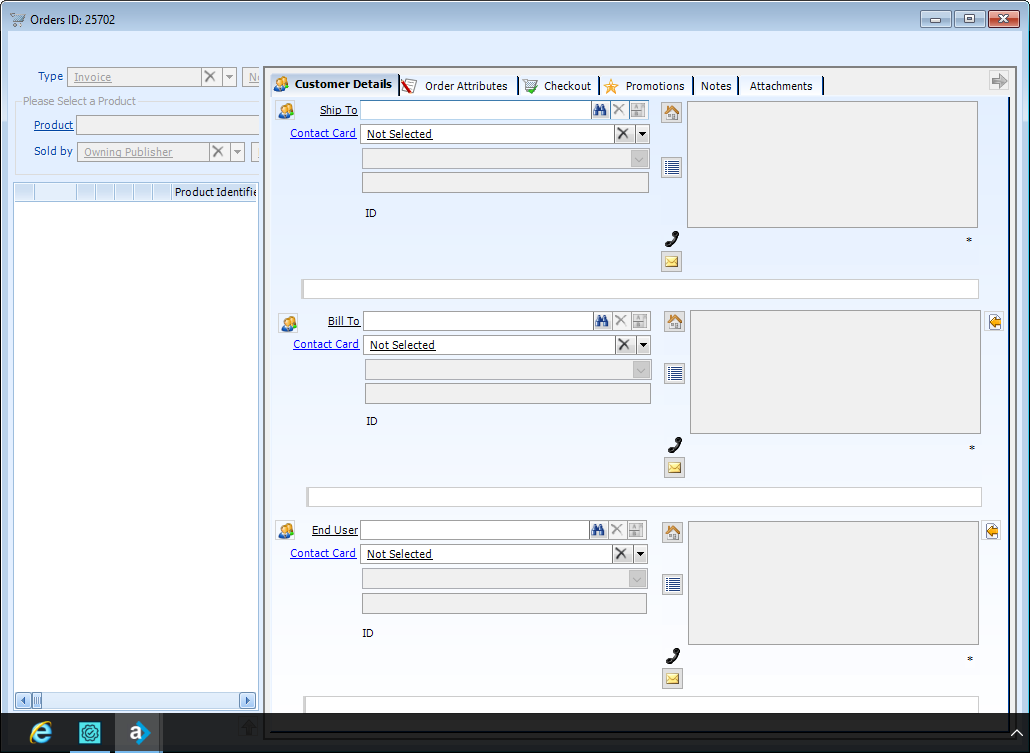 Orders ID: 25702
Type Invoice
Please Select a Product
Product
Sold by Owning Publisher
Product Identifie
Customer Details Order Attributes Checkout Promotions Notes Attachments
Ship To
Contact Card Not Selected
ID
*
Bill To
Contact Card Not Selected
ID
*
End User
Contact Card Not Selected
ID
*